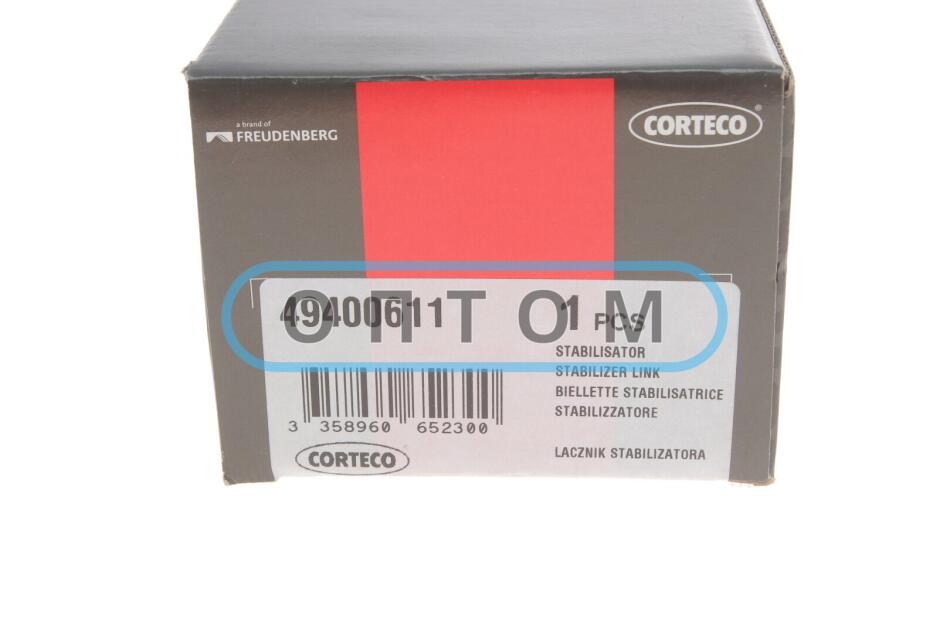 a brand of
FREUDENBERG
CORTECO®
49400611
1 PCS
ОПТОМ
STABILISATOR
STABILIZER LINK
BIELLETTE STABILISATRICE
STABILIZZATORE
3 358960 652300
CORTECO
LACZNIK STABILIZATORA